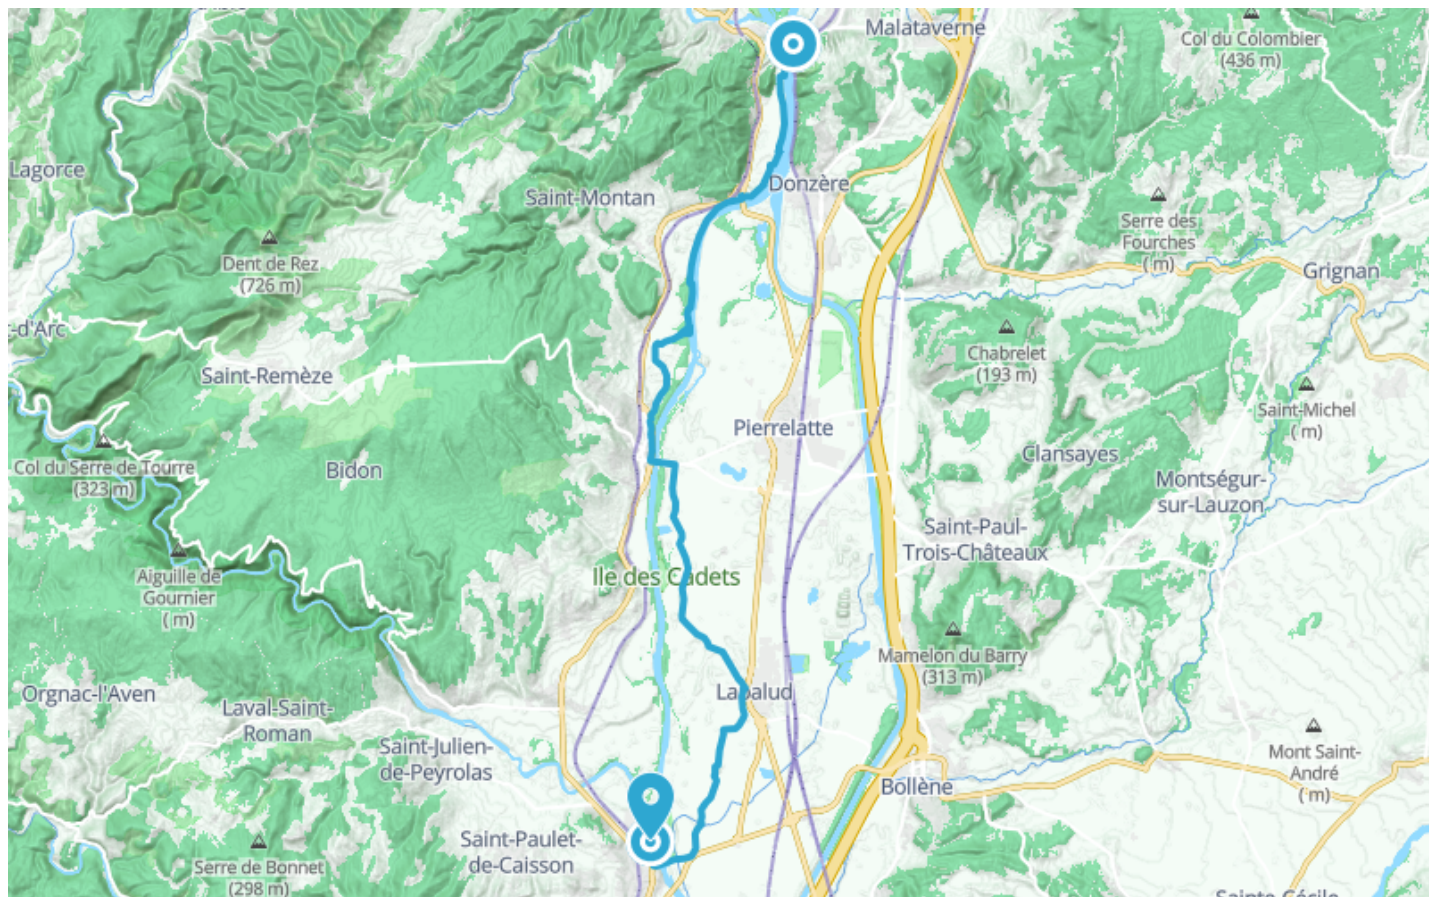 Malataverne
Col du Colombier
(436 m)
Lagorce
Donzère
Saint-Montan
Serre des
Fourches
( m)
Dent de Rez
(726 m)
Grignan
t-d'Arc
Chabrelet
(193 m)
Saint-Remèze
Saint-Michel
( m)
Pierrelatte
Clansayes
Col du Serre de Tourre
(323 m)
Bidon
Montségur-
sur-Lauzon
Saint-Paul-
Trois-Châteaux
Aiguille de
Gournier
( m)
Ile des Cadets
Mamelon du Barry
(313 m)
Orgnac-l'Aven
Lapalud
Laval-Saint-
Roman
Saint-Julien-
de-Peyrolas
Mont Saint-
André
( m)
Bollène
Saint-Paulet-
de-Caisson
Serre de Bonnet
(298 m)